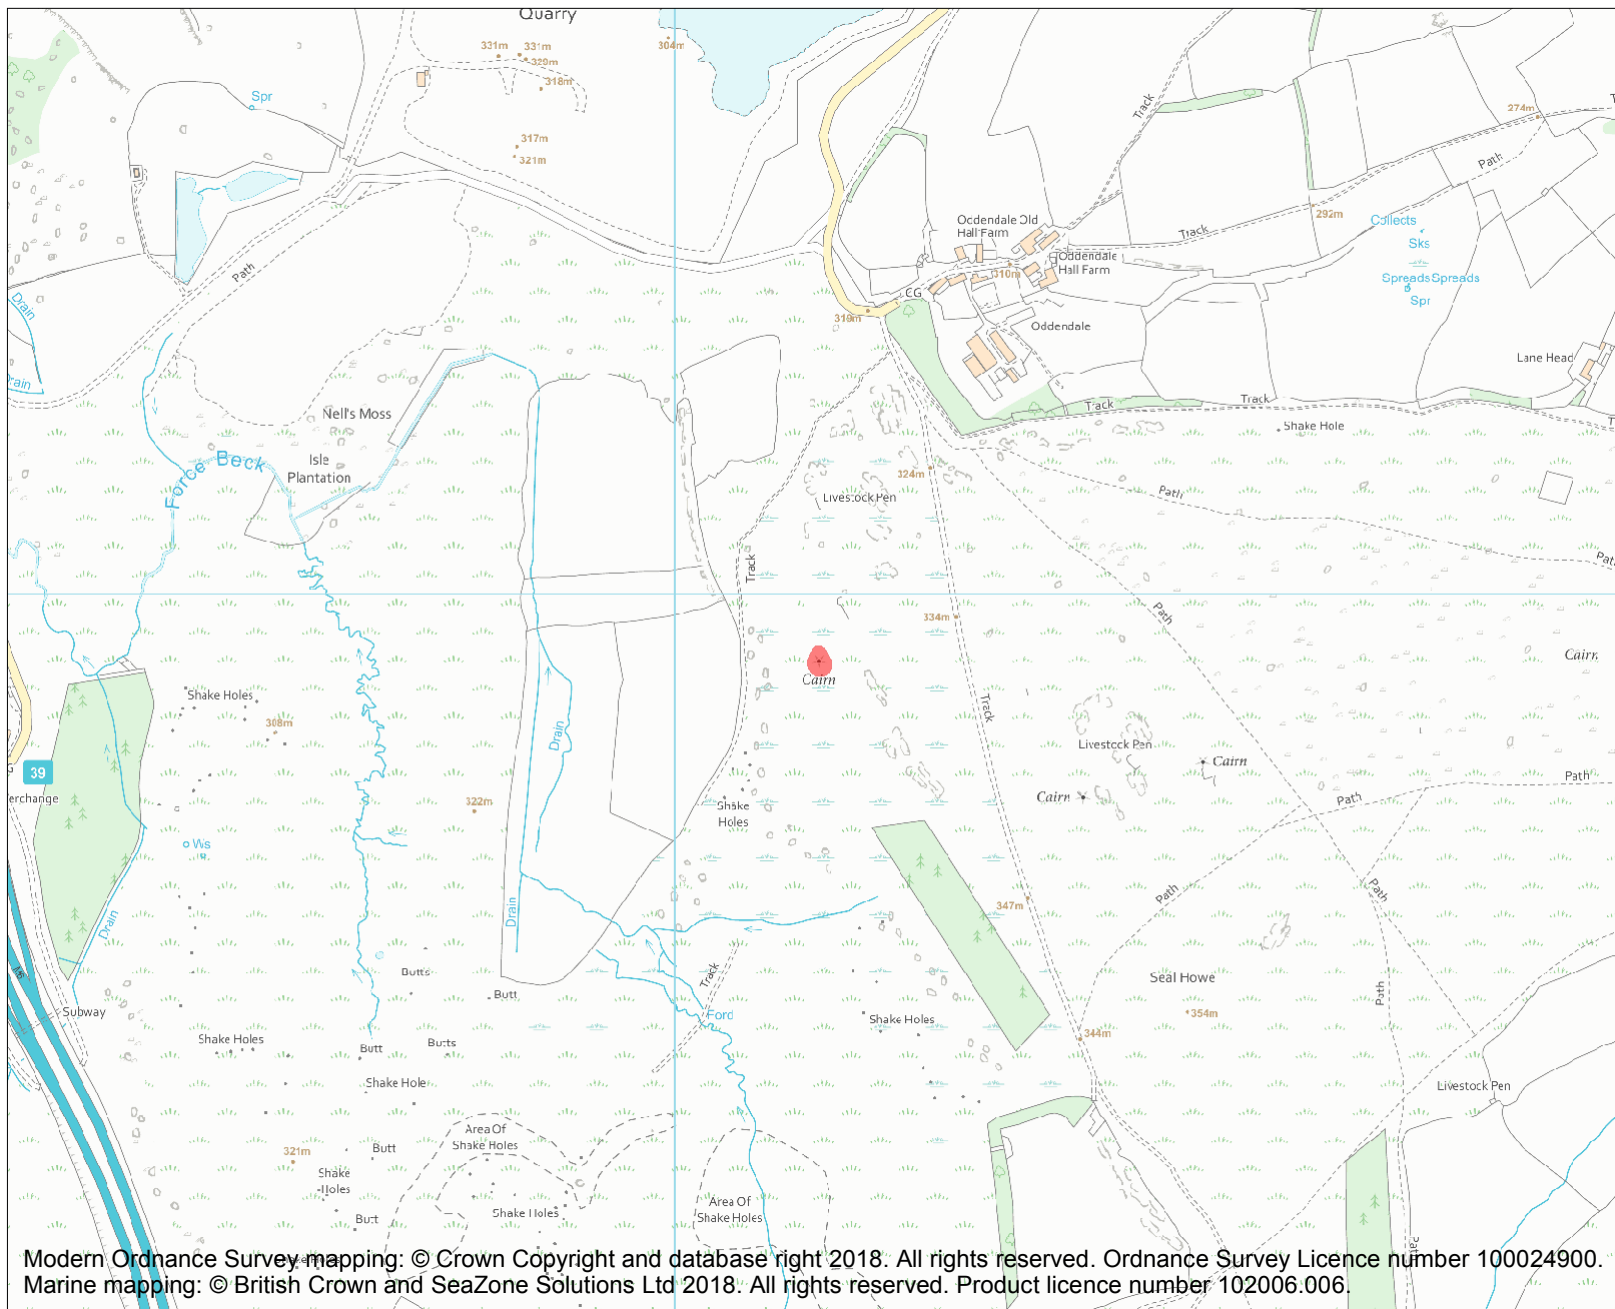 Quarry
331m
331m
329m
318m
304m
317m
321m
Spr
Track
274m
Path
Path
Drain
Oddendale Old
Hall Farm
Track
292m
Collects
Sks
Spreads Spreads
Spr
310m
Oddendale
Hall Farm
CG
319m
Oddendale
Lane Head
Nell's Moss
Track
Track
Shake Hole
Isle
Plantation
Force Beck
324m
Livestock Pen
Path
Track
Path
334m
Cairn
Cairn
Shake Holes
308m
Drain
Track
Livestock Pen
Cairn
Cairn
Path
Path
39
erchange
322m
Shake
Holes
Ws
Path
Path
347m
Drain
Drain
Butts
Butt
Track
Ford
Seal Howe
Path
354m
M6
Subway
Shake Holes
Butt
Butts
Shake Holes
344m
Shake Hole
Livestock Pen
Area Of
Shake Holes
Butt
321m
Shake
Holes
Butt
Shake Holes
Area Of
Shake Holes
Modern Ordnance Survey mapping: © Crown Copyright and database right 2018. All rights reserved. Ordnance Survey Licence number 100024900.
Marine mapping: © British Crown and SeaZone Solutions Ltd 2018. All rights reserved. Product licence number 102006.006.